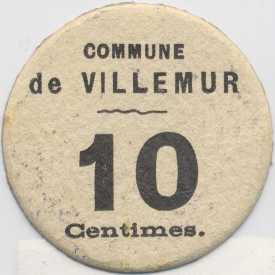 COMMUNE
de VILLEMUR
10
Centimes.